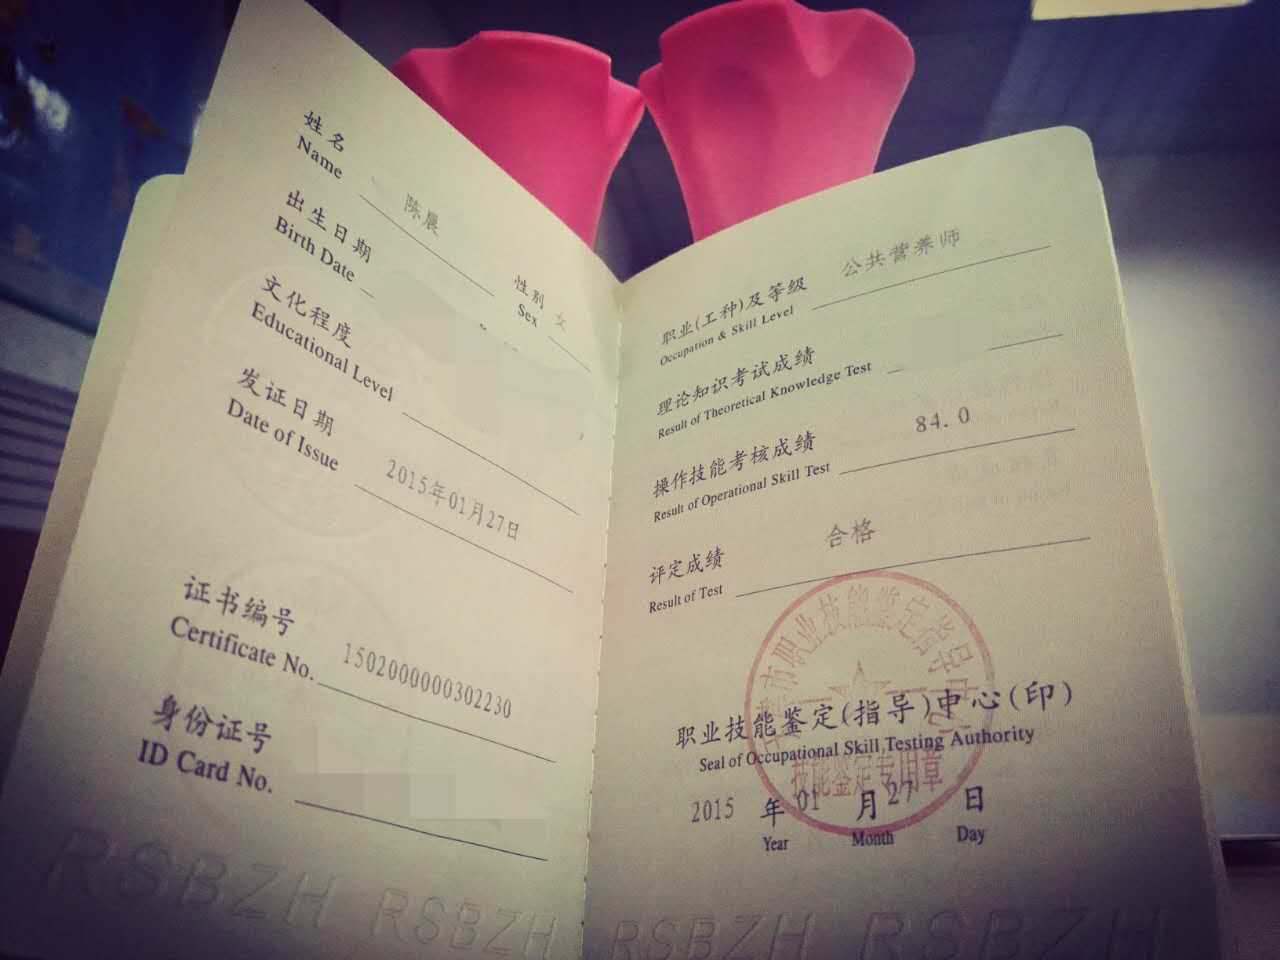 姓名
Name
陈晨
性别
Sex
女
出生日期
Birth Date
文化程度
Educational Level
发证日期
Date of Issue
2015年01月27日
证书编号
Certificate No.
1502000000302230
身份证号
ID Card No.
RSBZH RSBZH
职业(工种)及等级
Occupation & Skill Level
公共营养师
理论知识考试成绩
Result of Theoretical Knowledge Test
操作技能考核成绩
Result of Operational Skill Test
84.0
评定成绩
Result of Test
合格
市职业技能鉴定指导中心
职业技能鉴定(指导)中心(印)
Seal of Occupational Skill Testing Authority
技能鉴定专用章
2015 年 01 月 27 日
Year Month Day
RSBZH RSBZH